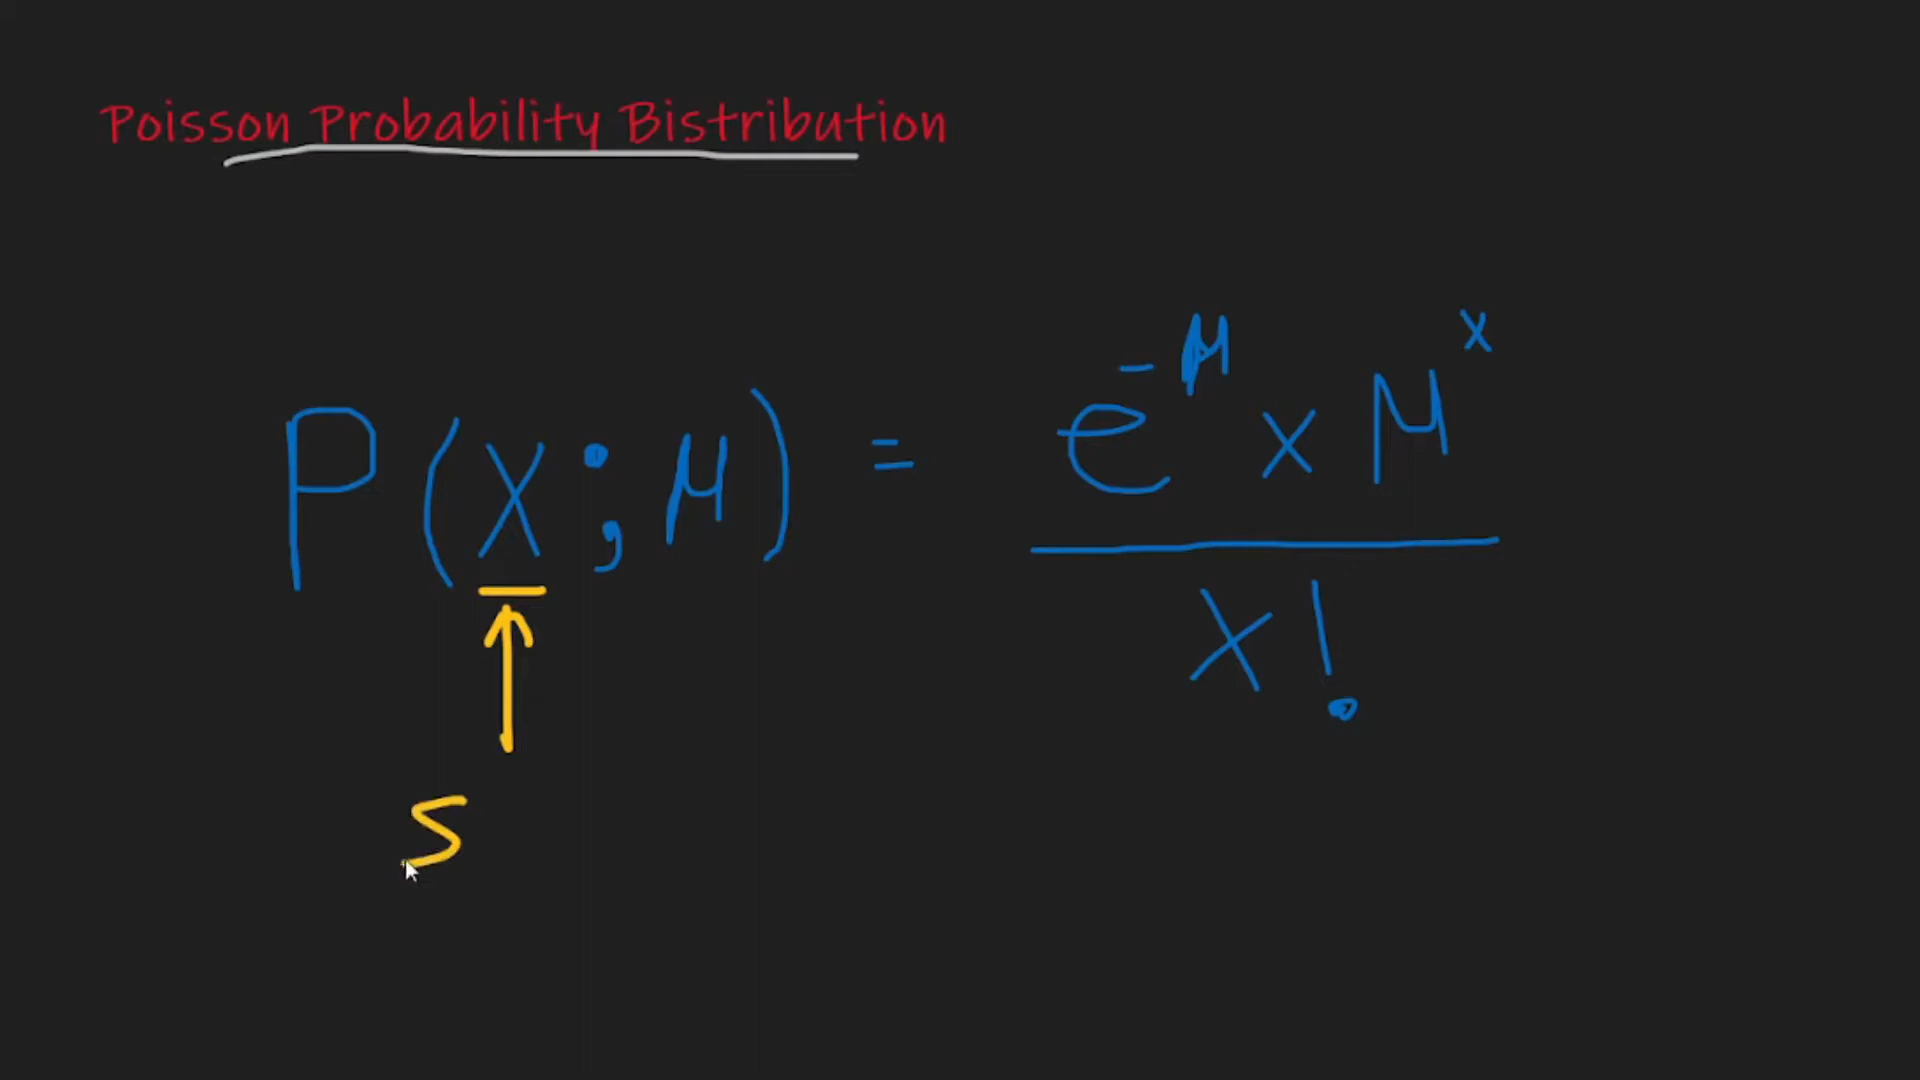 Poisson Probability Bistribution
P(x;μ) = e^-μ x μ^x / x!
S